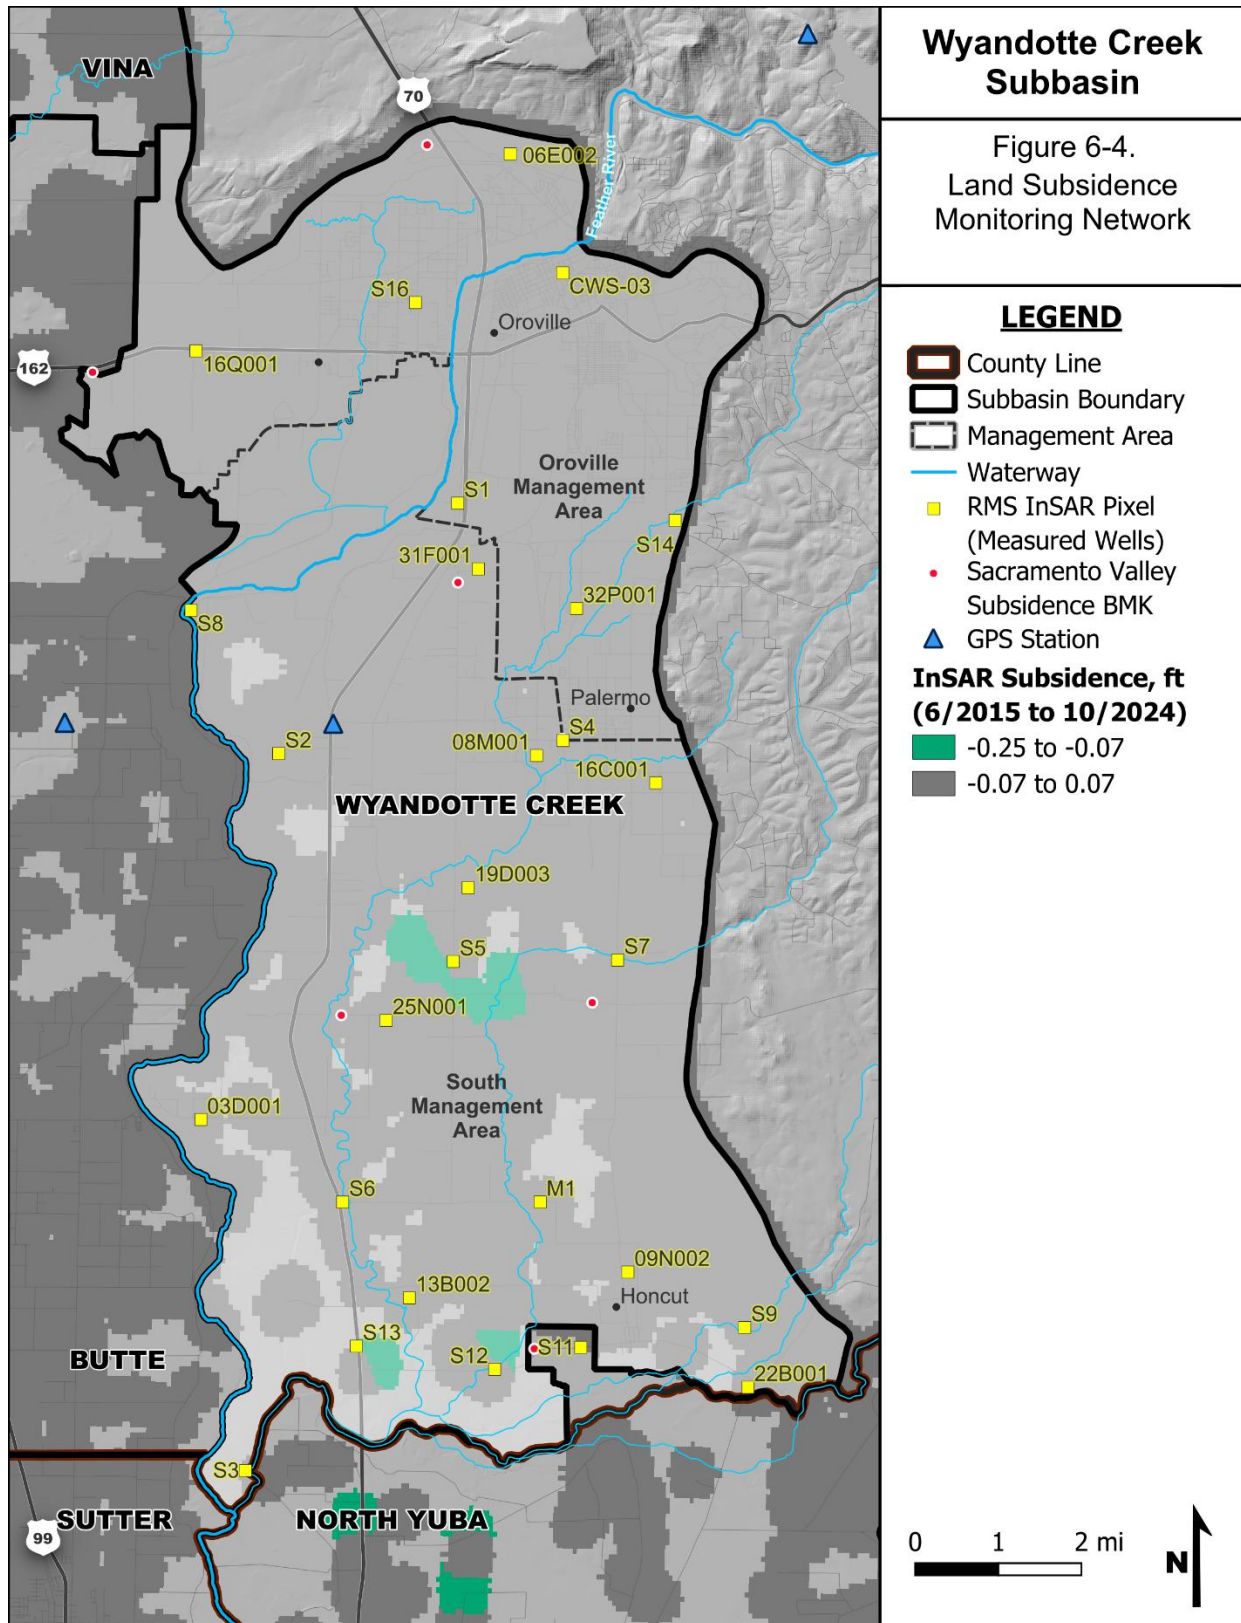 Wyandotte Creek
Subbasin
Figure 6-4.
Land Subsidence
Monitoring Network
LEGEND
County Line
Subbasin Boundary
Management Area
Waterway
RMS InSAR Pixel
(Measured Wells)
Sacramento Valley
Subsidence BMK
GPS Station
InSAR Subsidence, ft
(6/2015 to 10/2024)
-0.25 to -0.07
-0.07 to 0.07
0 1 2 mi
N
VINA
70
06E002
Feather River
CWS-03
S16
Oroville
162
16Q001
Oroville
Management
Area
S1
S14
31F001
32P001
S8
Palermo
S2
S4
08M001
16C001
WYANDOTTE CREEK
19D003
S5
S7
25N001
South
Management
Area
03D001
S6
M1
09N002
13B002
Honcut
S9
S13
S11
S12
BUTTE
22B001
S3
SUTTER
NORTH YUBA
99